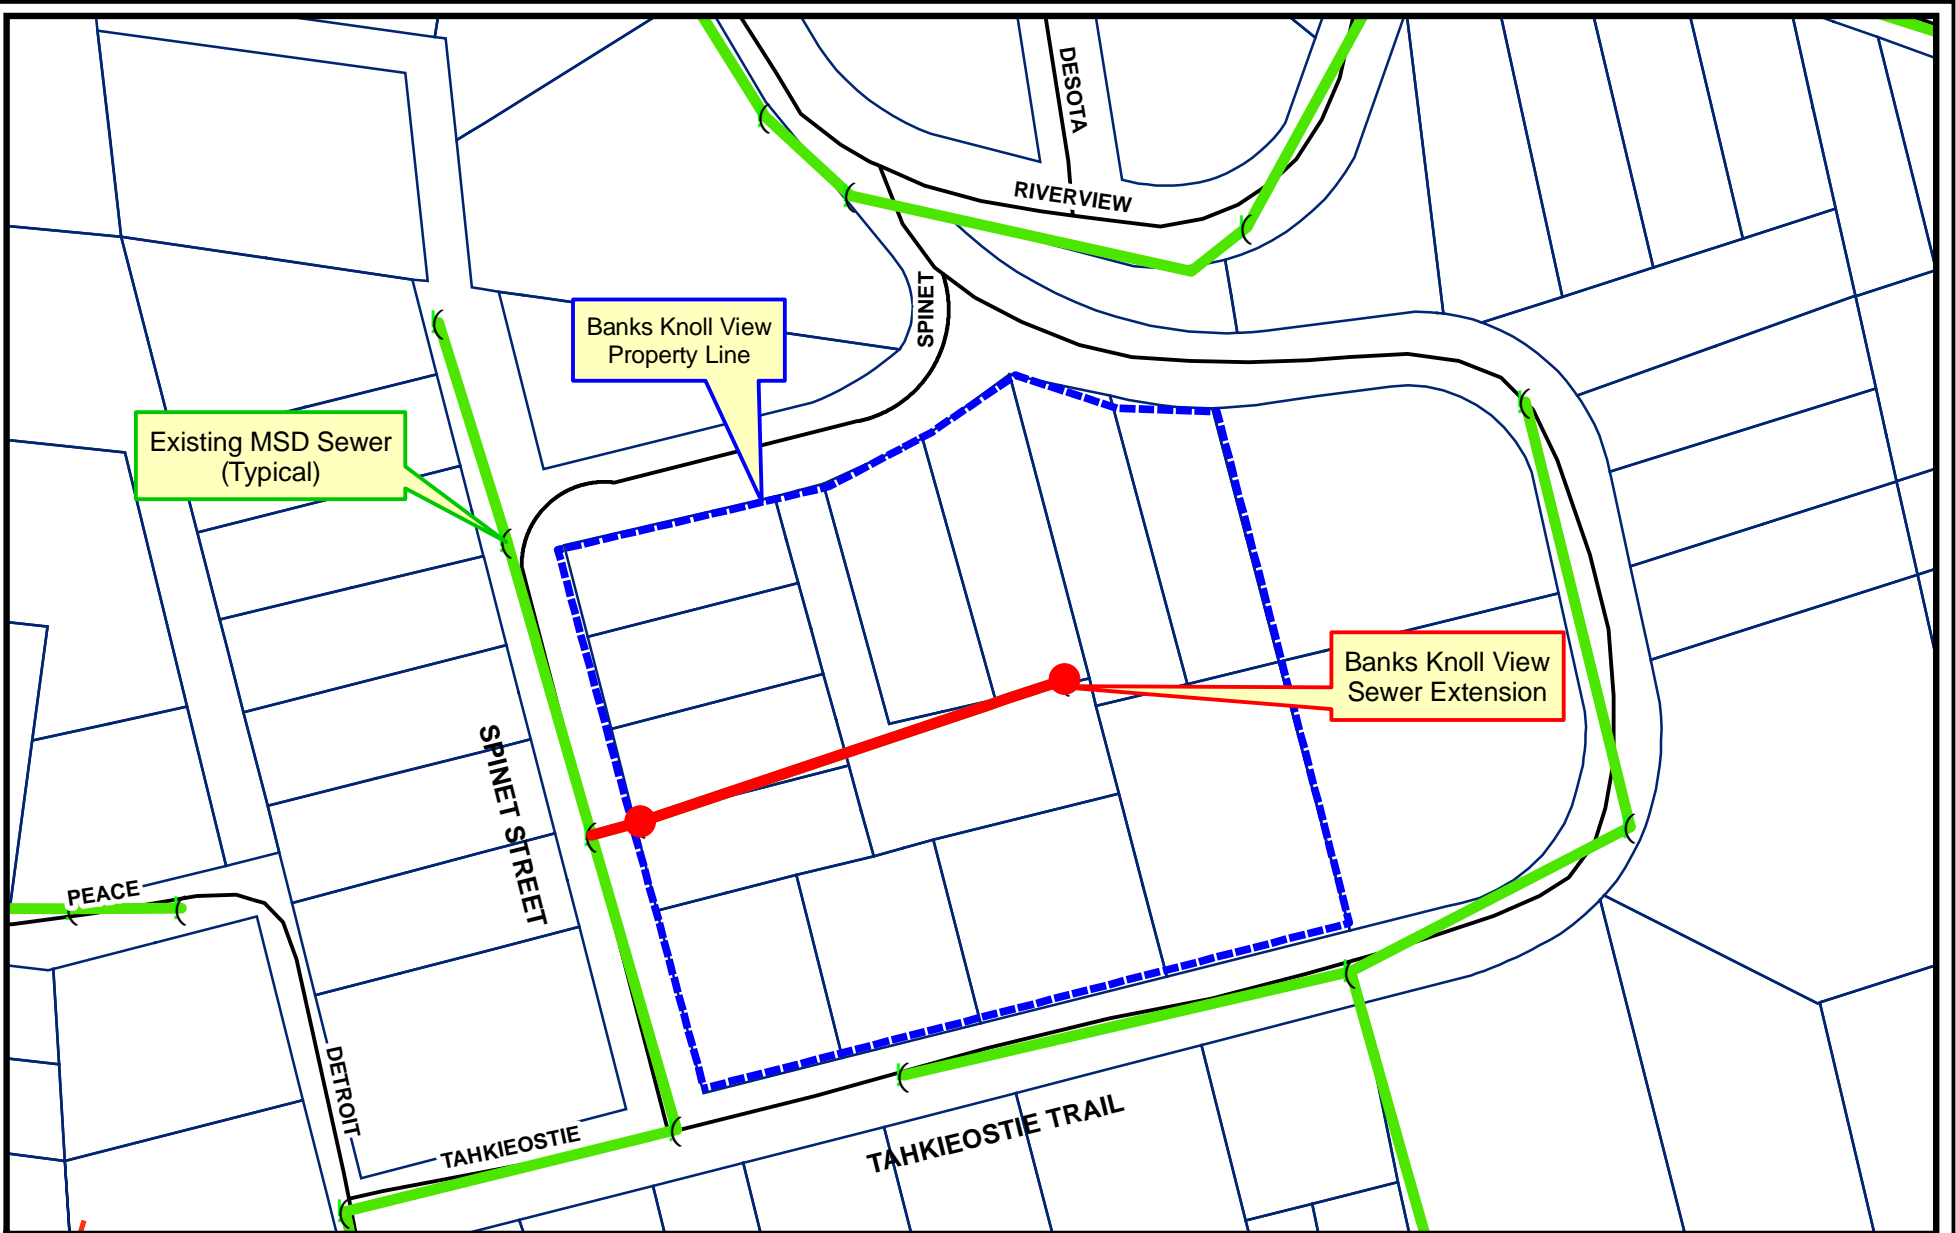 DESOTA
RIVERVIEW
SPINET
Banks Knoll View
Property Line
Existing MSD Sewer
(Typical)
Banks Knoll View
Sewer Extension
SPINET STREET
PEACE
DETROIT
TAHKIEOSTIE
TAHKIEOSTIE TRAIL